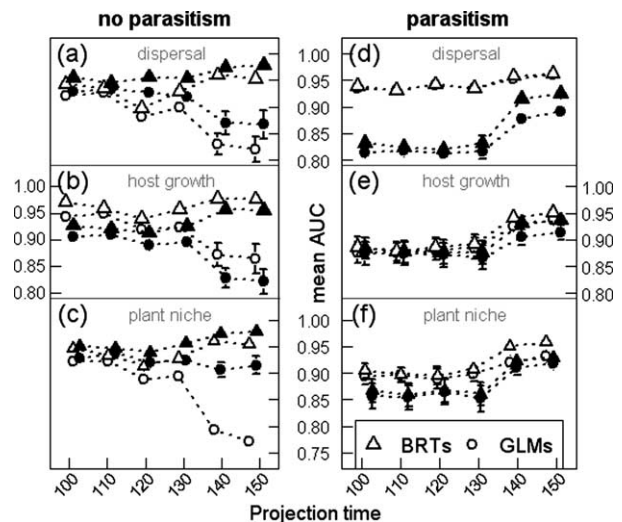 no parasitism
parasitism
(a)
dispersal
(d)
dispersal
1.00
0.95
0.90
0.85
0.80
(b)
host growth
(e)
host growth
1.00
0.95
0.90
0.85
0.80
1.00
0.95
0.90
0.85
0.80
mean AUC
(c)
plant niche
(f)
plant niche
1.00
0.95
0.90
0.85
0.80
0.75
BRTs
GLMs
100
110
120
130
140
150
100
110
120
130
140
150
Projection time